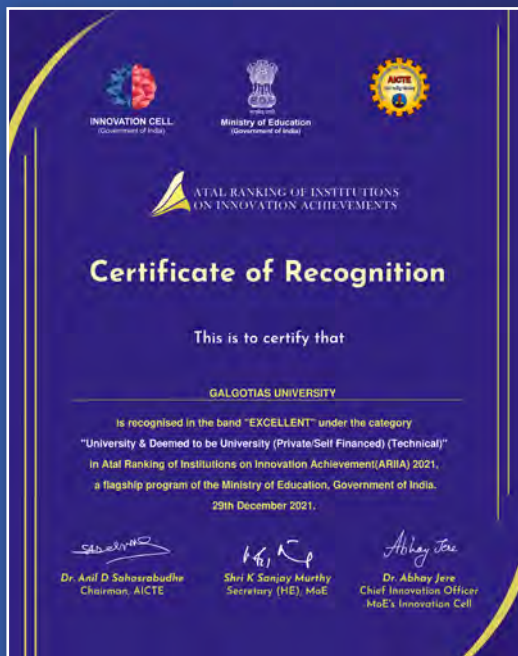 INNOVATION CELL
(Government of India)
Ministry of Education
(Government of India)
AICTE
ATAL RANKING OF INSTITUTIONS
ON INNOVATION ACHIEVEMENTS
Certificate of Recognition
This is to certify that
GALGOTIAS UNIVERSITY
is recognised in the band "EXCELLENT" under the category
"University & Deemed to be University (Private/Self Financed) (Technical)"
in Atal Ranking of Institutions on Innovation Achievement(ARIIA) 2021,
a flagship program of the Ministry of Education, Government of India.
29th December 2021.
Abhay Jere
Dr. Anil D Sahasrabudhe
Chairman, AICTE
Shri K Sanjay Murthy
Secretary (HE), MoE
Dr. Abhay Jere
Chief Innovation Officer
MoE's Innovation Cell